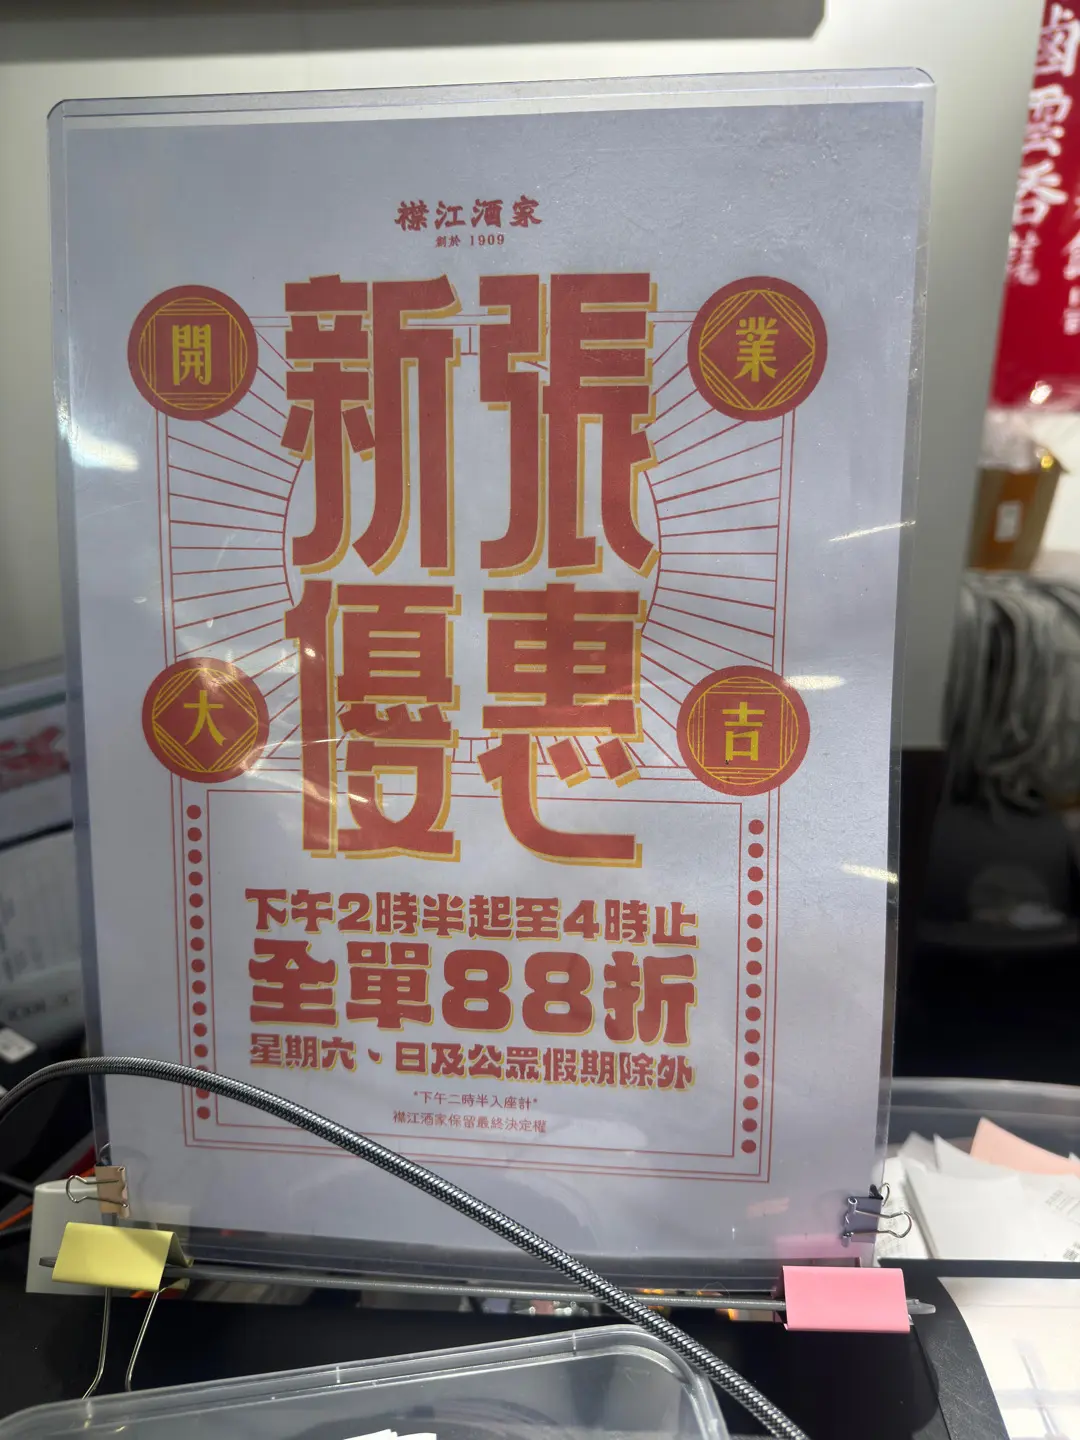 襟江酒家
創於 1909
開
業
新張
優惠
大
吉
下午2時半起至4時止
全單88折
星期六、日及公眾假期除外
*下午二時半入座計*
襟江酒家保留最終決定權
鹵雲吞